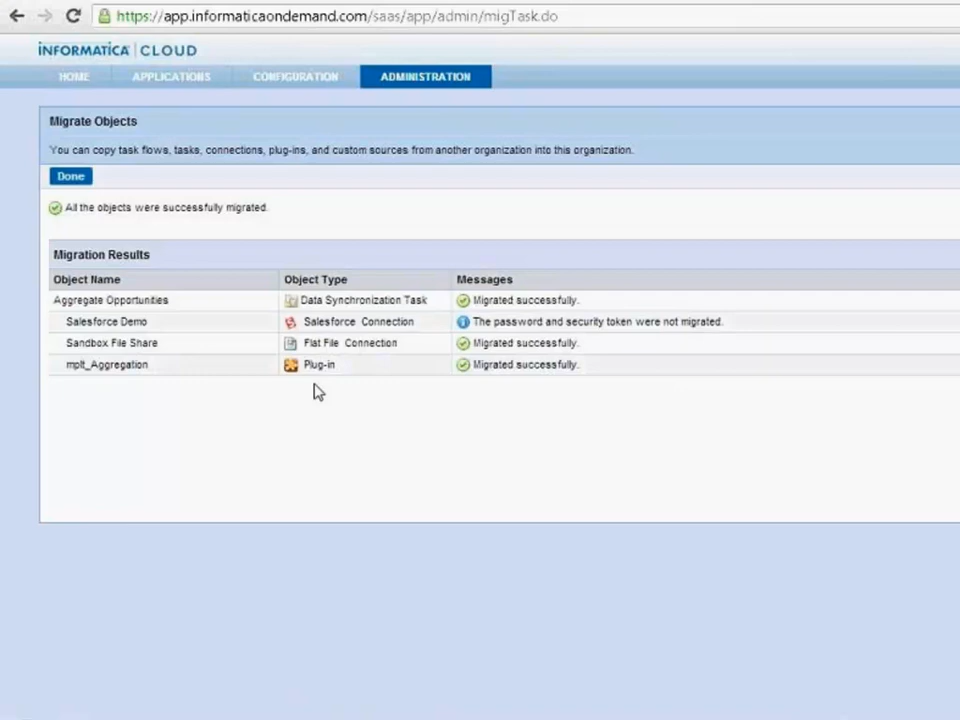 https://app.informaticaondemand.com/saas/app/admin/migTask.do
INFORMATICA | CLOUD
HOME APPLICATIONS CONFIGURATION ADMINISTRATION
Migrate Objects
You can copy task flows, tasks, connections, plug-ins, and custom sources from another organization into this organization.
Done
All the objects were successfully migrated.
Migration Results
Object Name Object Type Messages
Aggregate Opportunities Data Synchronization Task Migrated successfully.
Salesforce Demo Salesforce Connection The password and security token were not migrated.
Sandbox File Share Flat File Connection Migrated successfully.
mplt_Aggregation Plug-in Migrated successfully.